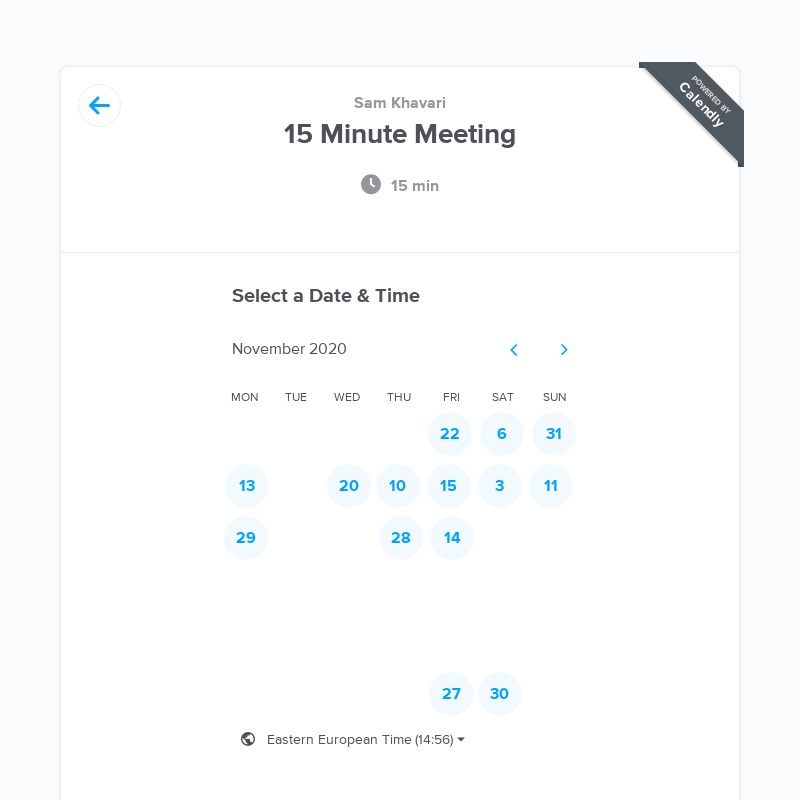 Sam Khavari
15 Minute Meeting
15 min
POWERED BY
Calendly
Select a Date & Time
November 2020
MON TUE WED THU FRI SAT SUN
22 6 31
13 20 10 15 3 11
29 28 14
27 30
Eastern European Time (14:56)